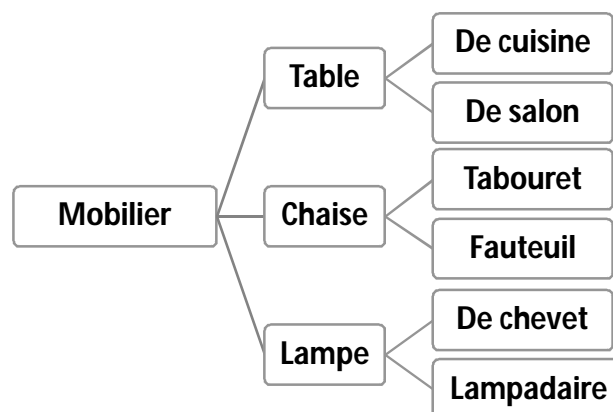 Mobilier
Table
De cuisine
De salon
Chaise
Tabouret
Fauteuil
Lampe
De chevet
Lampadaire